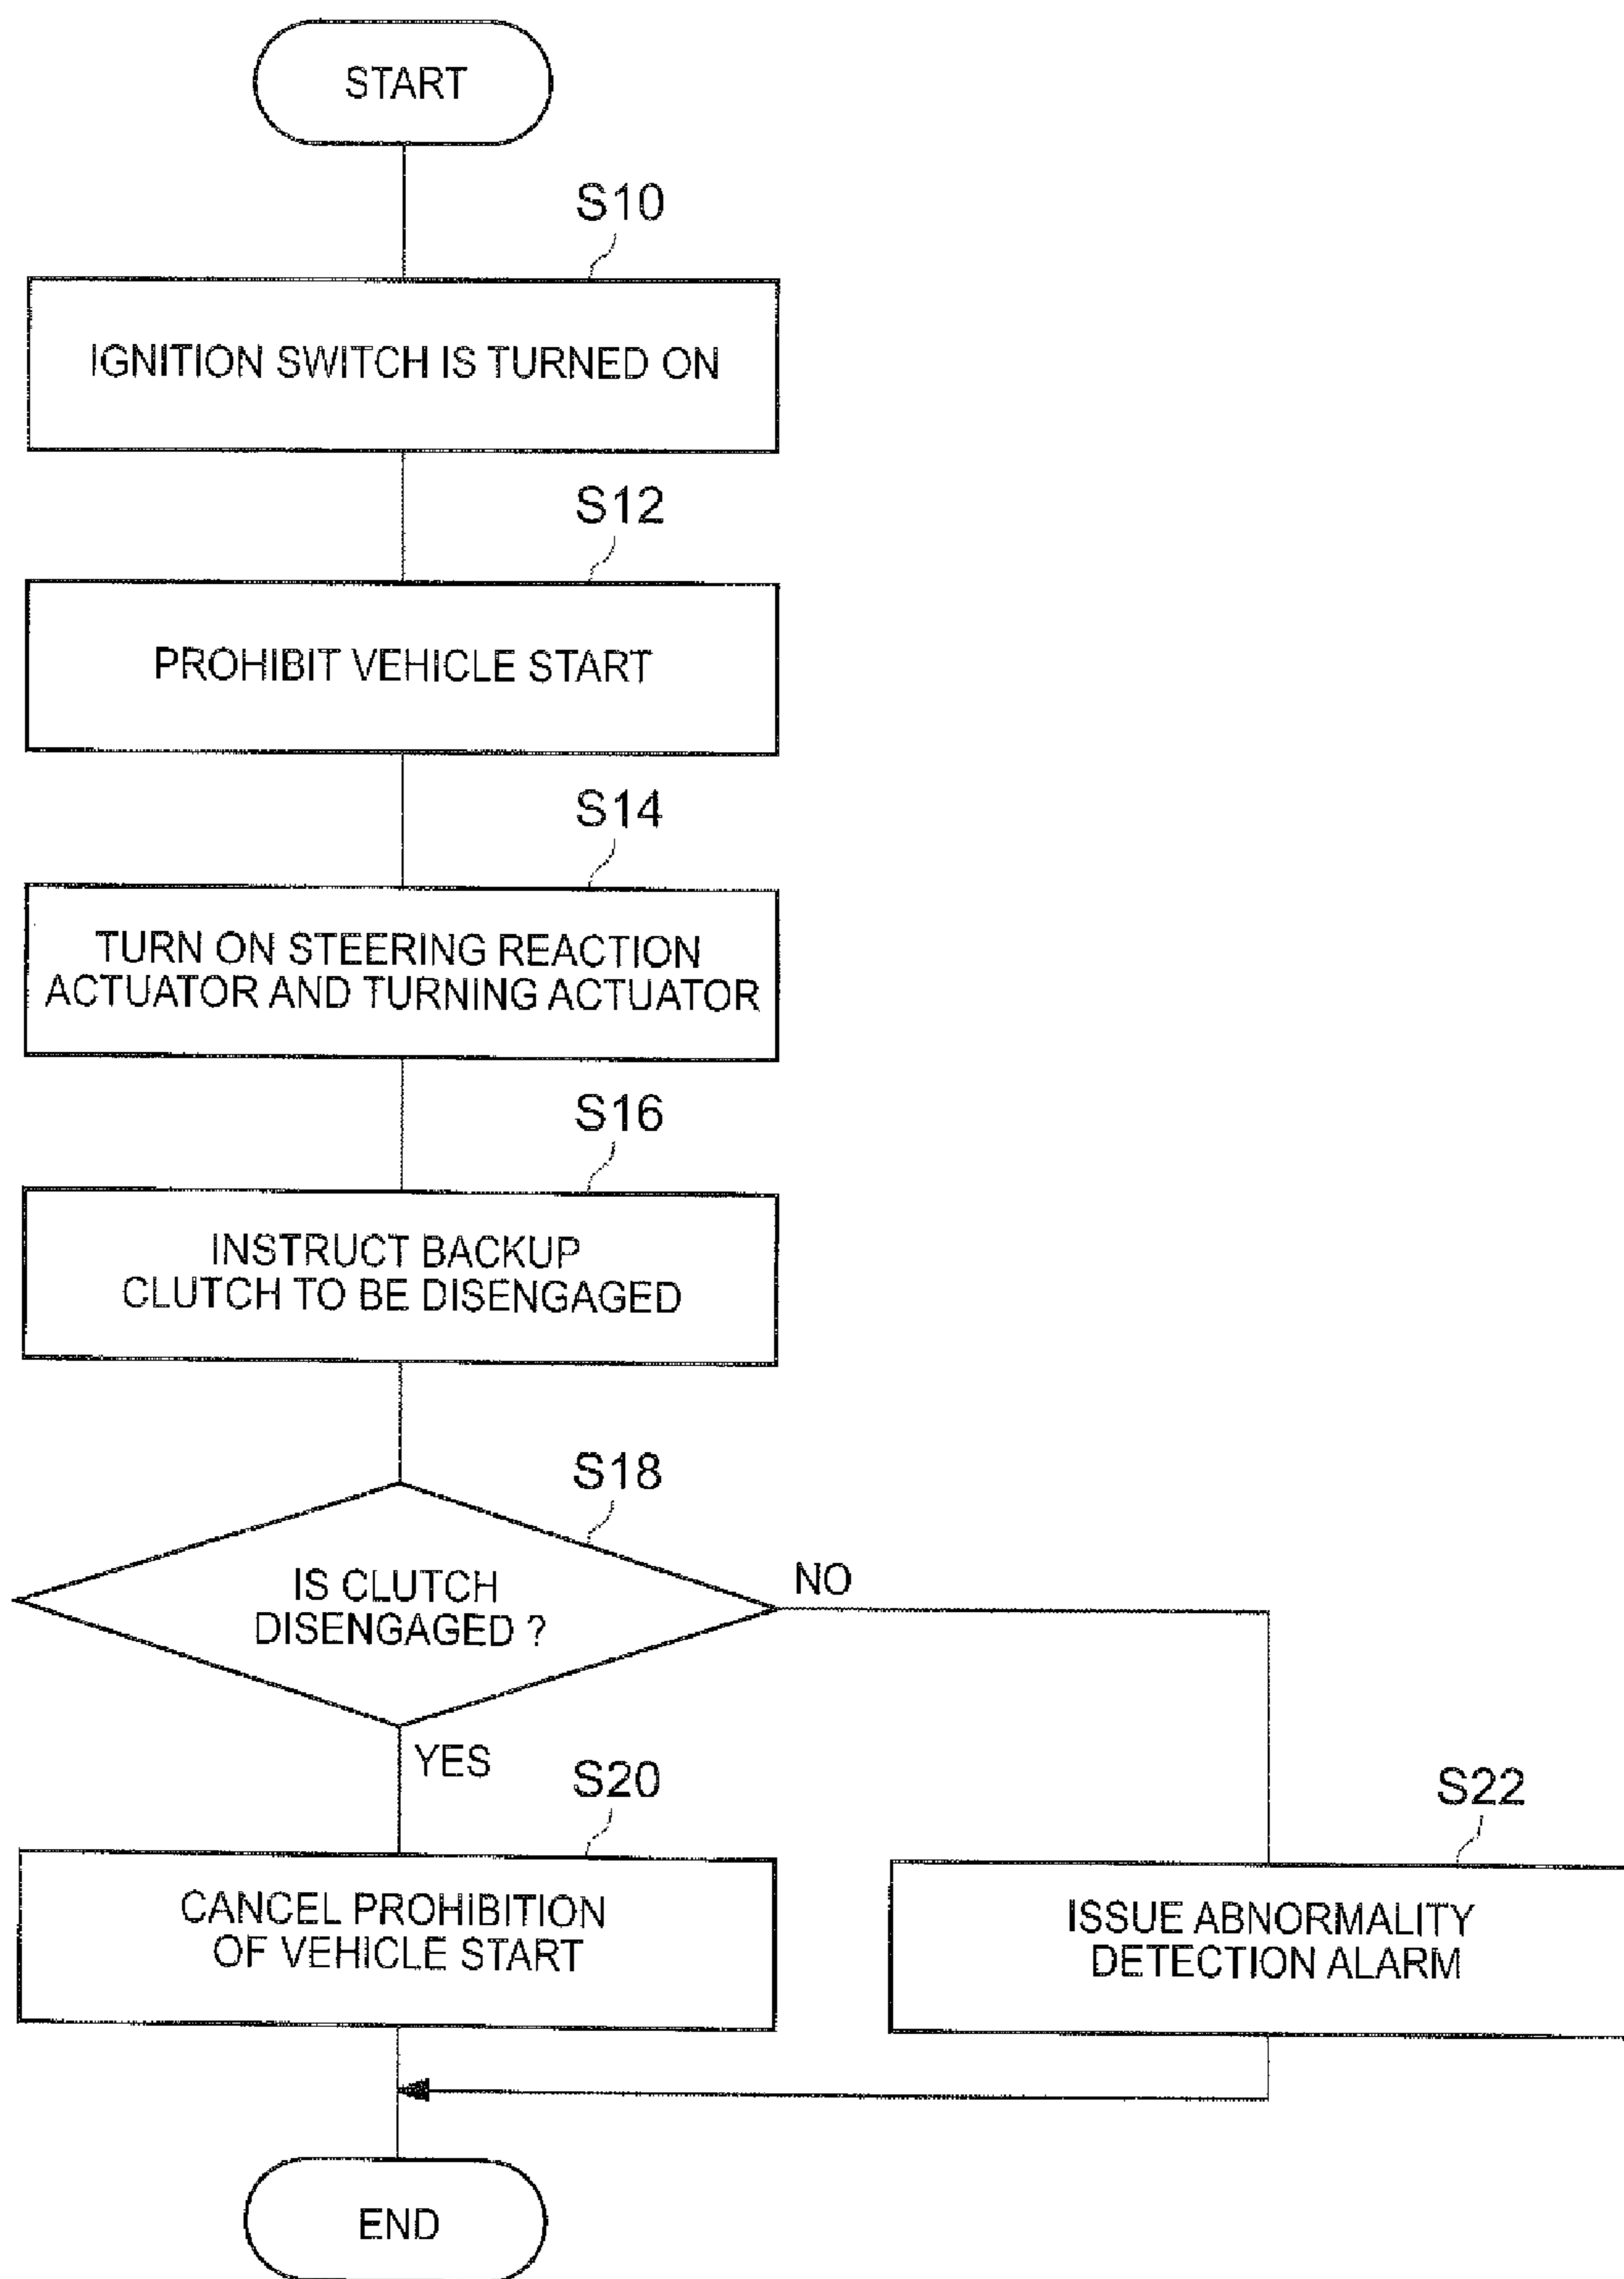 START
S10
IGNITION SWITCH IS TURNED ON
S12
PROHIBIT VEHICLE START
S14
TURN ON STEERING REACTION
ACTUATOR AND TURNING ACTUATOR
S16
INSTRUCT BACKUP
CLUTCH TO BE DISENGAGED
S18
IS CLUTCH
DISENGAGED ?
NO
YES
S20
CANCEL PROHIBITION
OF VEHICLE START
S22
ISSUE ABNORMALITY
DETECTION ALARM
END